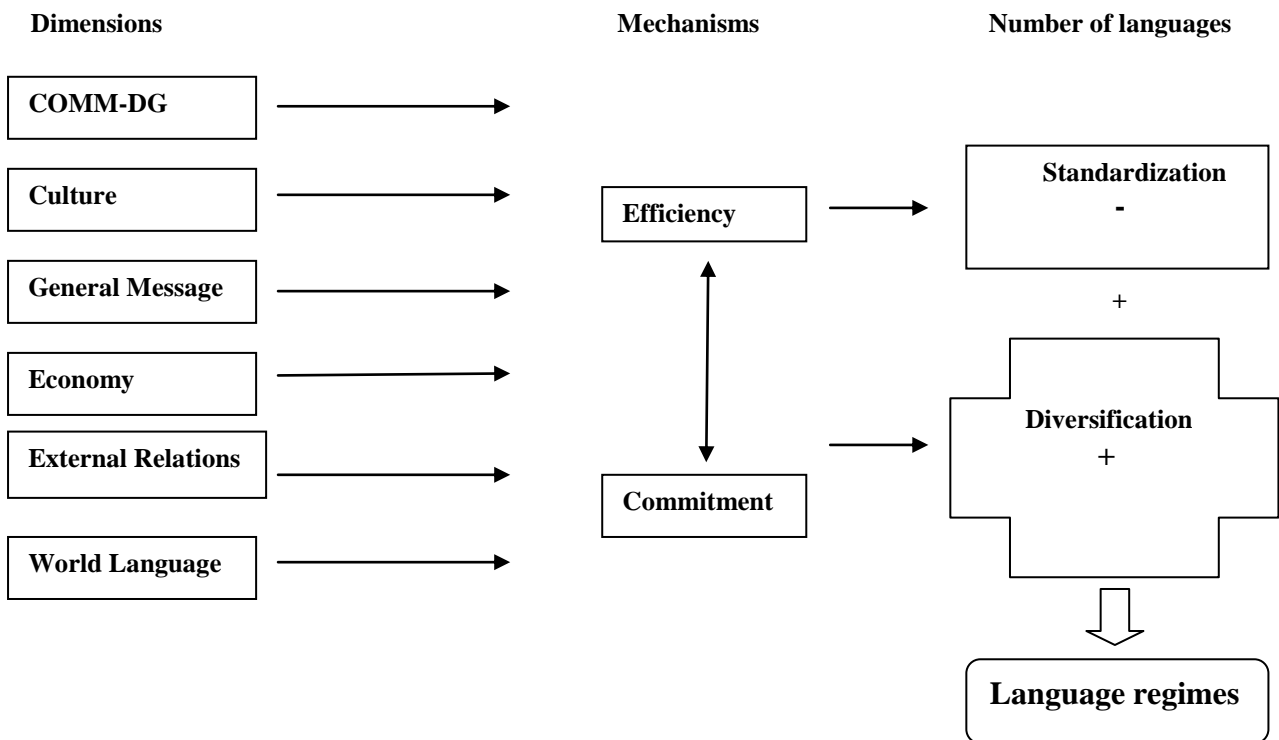 Dimensions
Mechanisms
Number of languages
COMM-DG
Culture
General Message
Economy
External Relations
World Language
Efficiency
Commitment
Standardization
-
+
Diversification
+
Language regimes